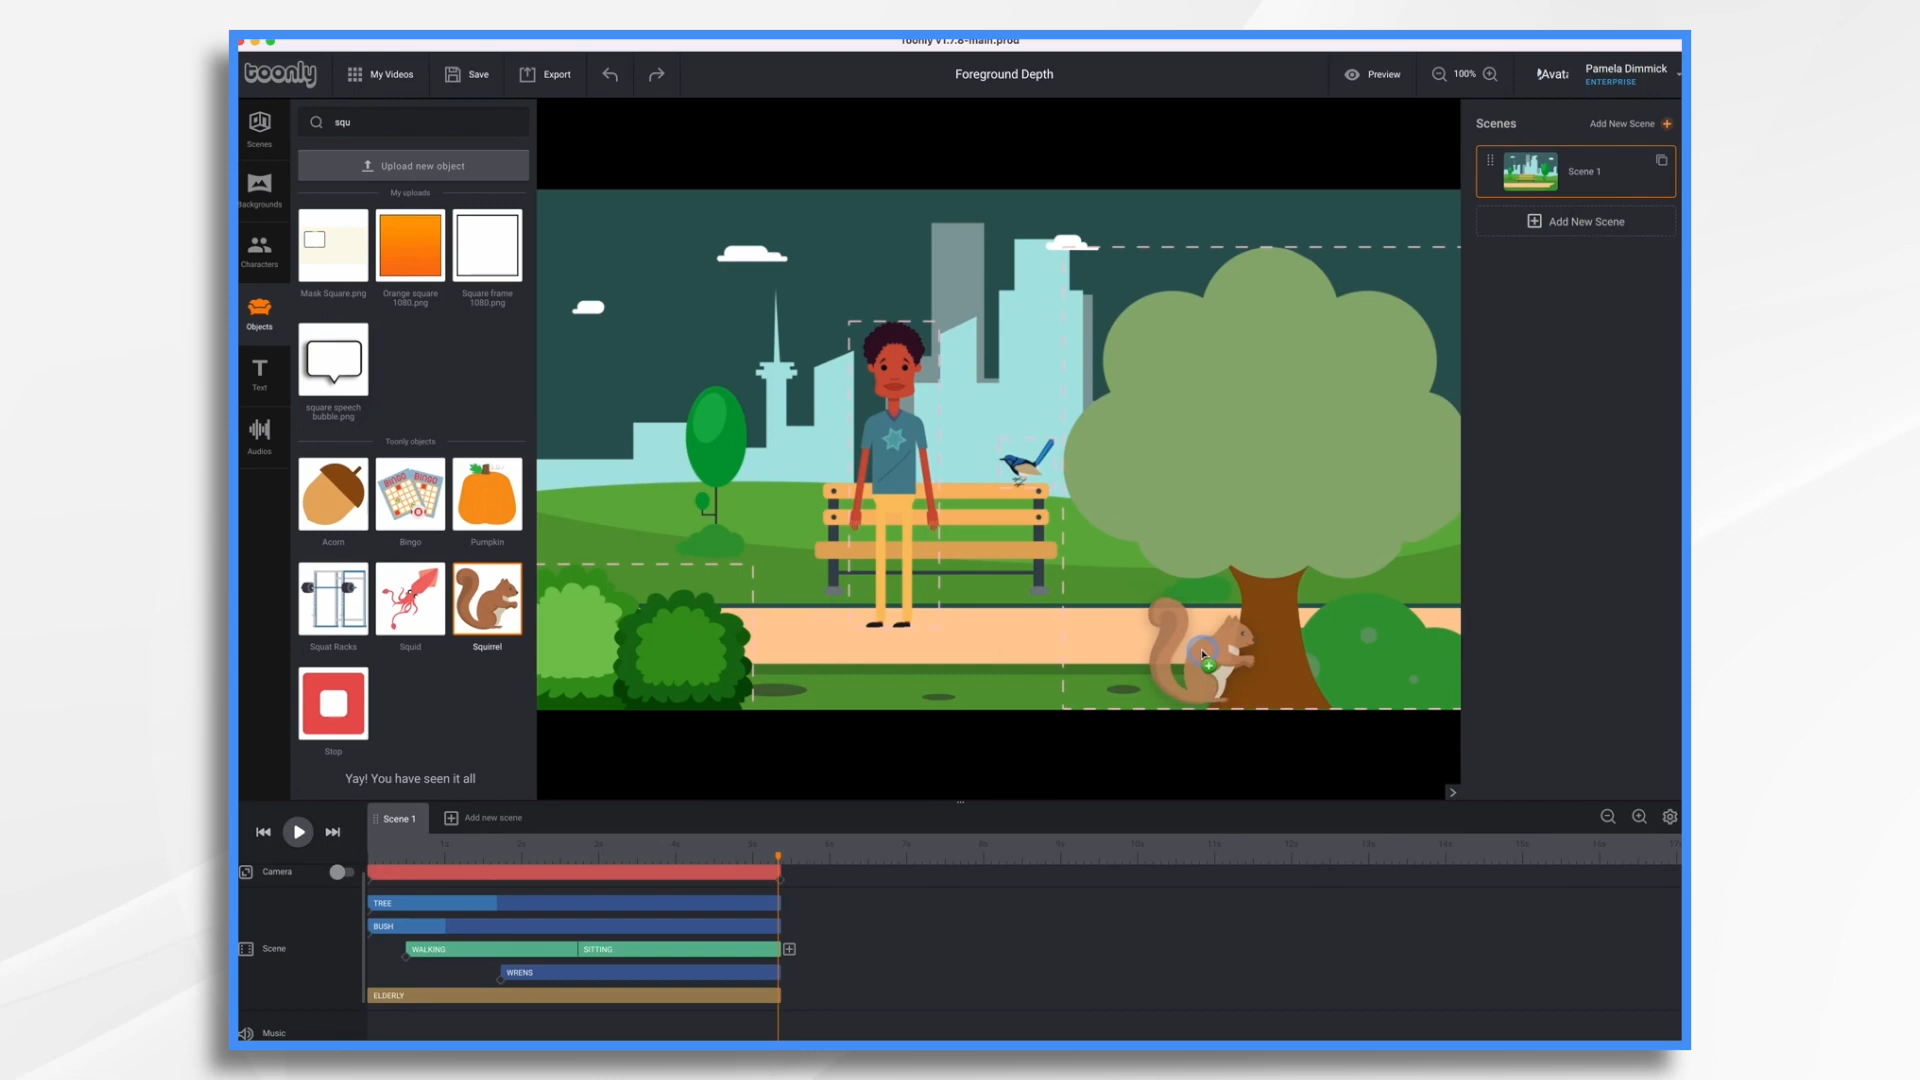 Toonly v1.7.8-main.prod
toonly
My Videos
Save
Export
Foreground Depth
Preview
100%
Avata
Pamela Dimmick
ENTERPRISE
Scenes
Backgrounds
Characters
Objects
Text
Audios
squ
Upload new object
My uploads
Mask Square.png
Orange square
1080.png
Square frame
1080.png
square speech
bubble.png
Toonly objects
BINGO
BINGO
Acorn
Bingo
Pumpkin
Squat Racks
Squid
Squirrel
Stop
Yay! You have seen it all
Scenes
Add New Scene
Scene 1
Add New Scene
Scene 1
Add new scene
1s
2s
3s
4s
5s
6s
7s
8s
9s
10s
11s
12s
13s
14s
15s
16s
17s
Camera
TREE
BUSH
Scene
WALKING
SITTING
WRENS
ELDERLY
Music